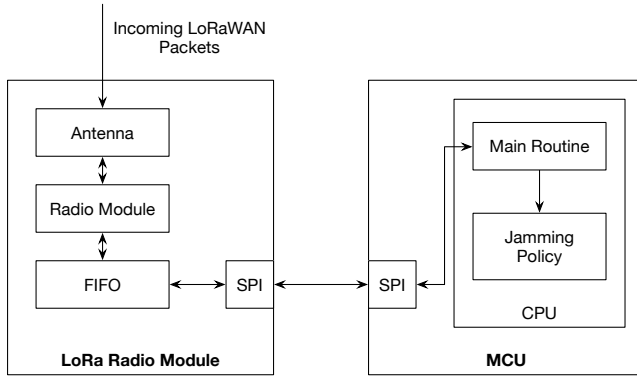 Incoming LoRaWAN
Packets
Antenna
Radio Module
FIFO
SPI
LoRa Radio Module
SPI
Main Routine
Jamming
Policy
CPU
MCU